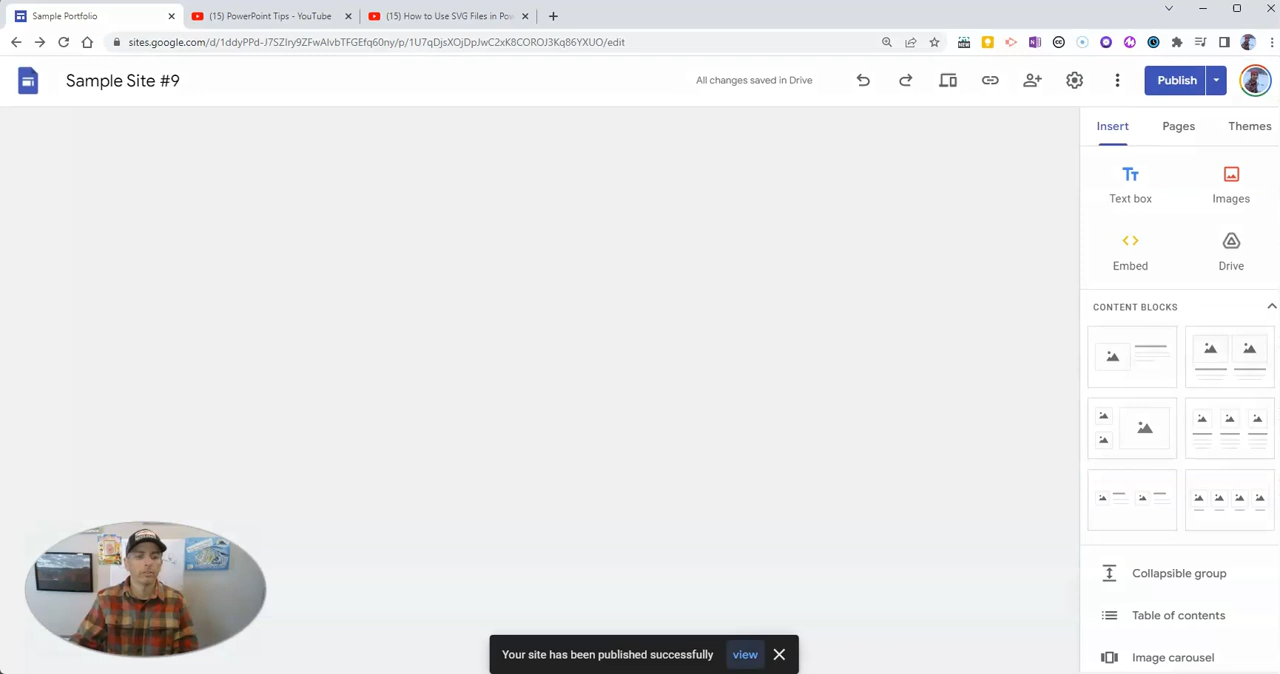 Sample Portfolio
(15) PowerPoint Tips - YouTube
(15) How to Use SVG Files in Pow
sites.google.com/d/1ddyPPd-J7SZIry9ZFwAlvbTFGEfq60ny/p/1U7qDjsXOjDpJwC2xK8COROJ3Kq86YXUO/edit
Sample Site #9
All changes saved in Drive
Publish
Insert
Pages
Themes
Text box
Images
Embed
Drive
CONTENT BLOCKS
Collapsible group
Table of contents
Image carousel
Your site has been published successfully
view